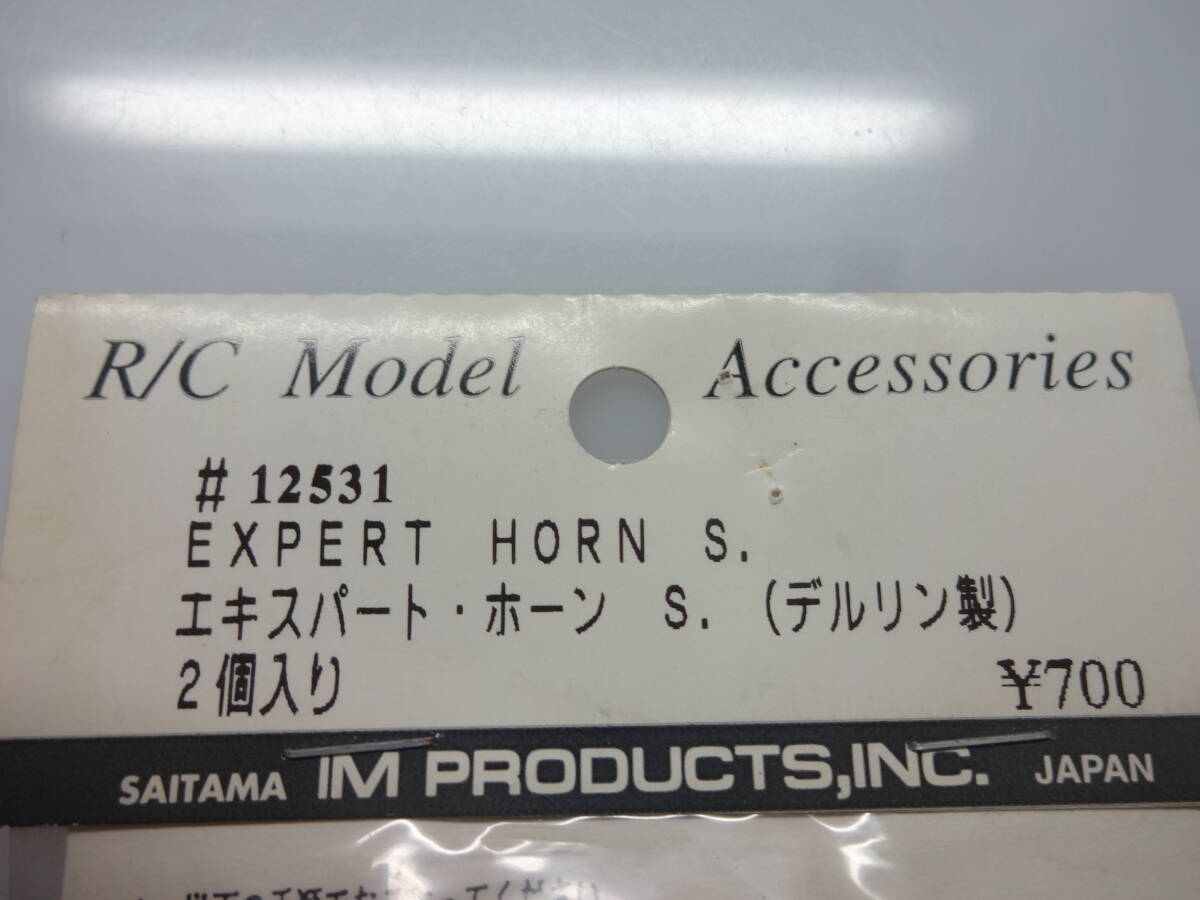 R/C Model Accessories
#12531
EXPERT HORN S.
エキスパート・ホーン S. (デルリン製)
2個入り ¥700
SAITAMA IM PRODUCTS,INC. JAPAN